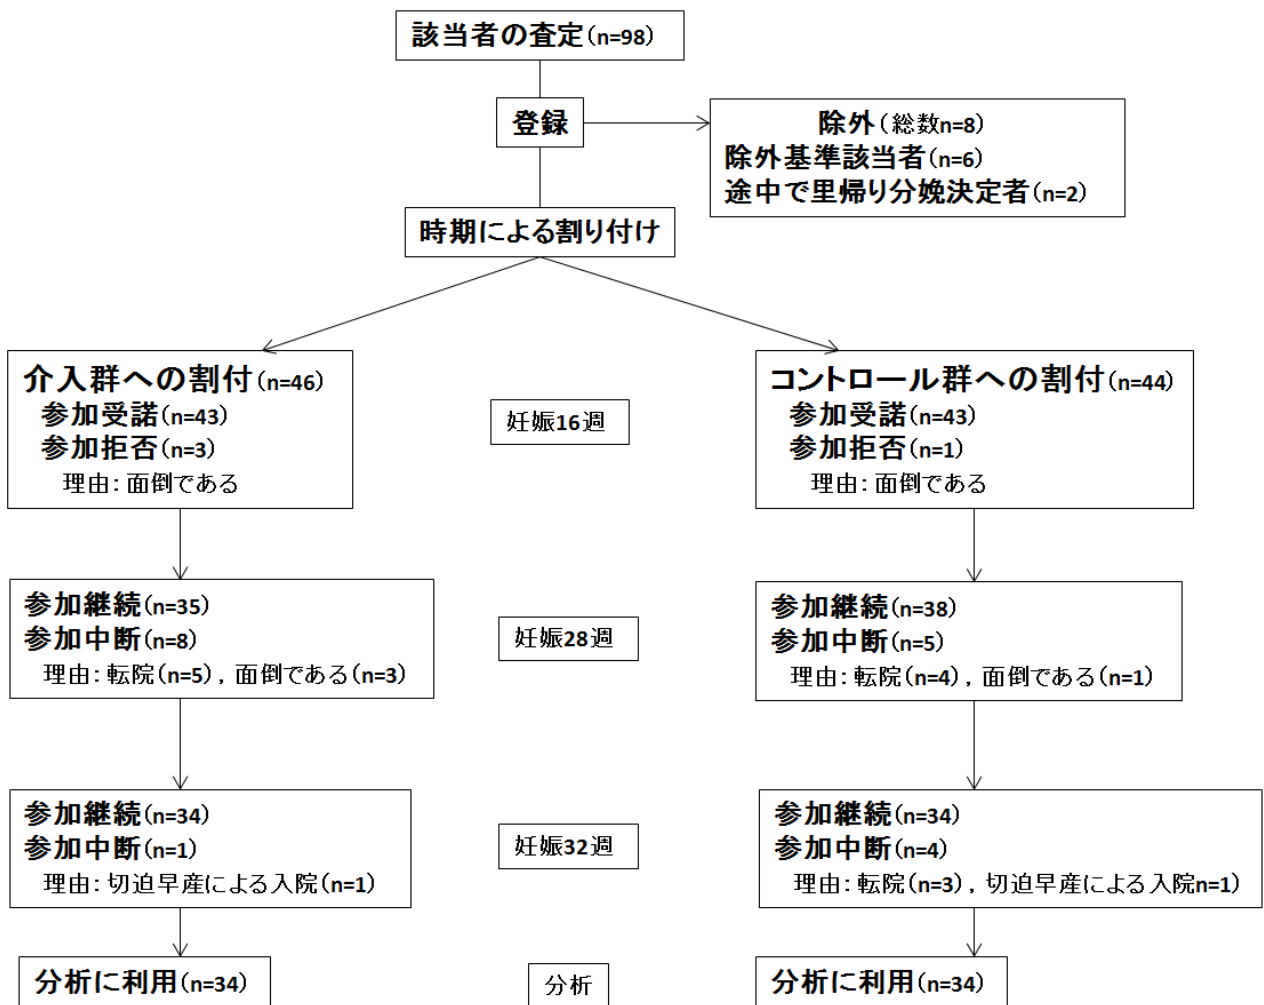 該当者の査定(n=98)
登録
除外(総数n=8)
除外基準該当者(n=6)
途中で里帰り分娩決定者(n=2)
時期による割り付け
介入群への割付(n=46)
参加受諾(n=43)
参加拒否(n=3)
理由:面倒である
妊娠16週
コントロール群への割付(n=44)
参加受諾(n=43)
参加拒否(n=1)
理由:面倒である
参加継続(n=35)
参加中断(n=8)
理由:転院(n=5), 面倒である(n=3)
妊娠28週
参加継続(n=38)
参加中断(n=5)
理由:転院(n=4), 面倒である(n=1)
参加継続(n=34)
参加中断(n=1)
理由:切迫早産による入院(n=1)
妊娠32週
参加継続(n=34)
参加中断(n=4)
理由:転院(n=3), 切迫早産による入院n=1)
分析に利用(n=34)
分析
分析に利用(n=34)